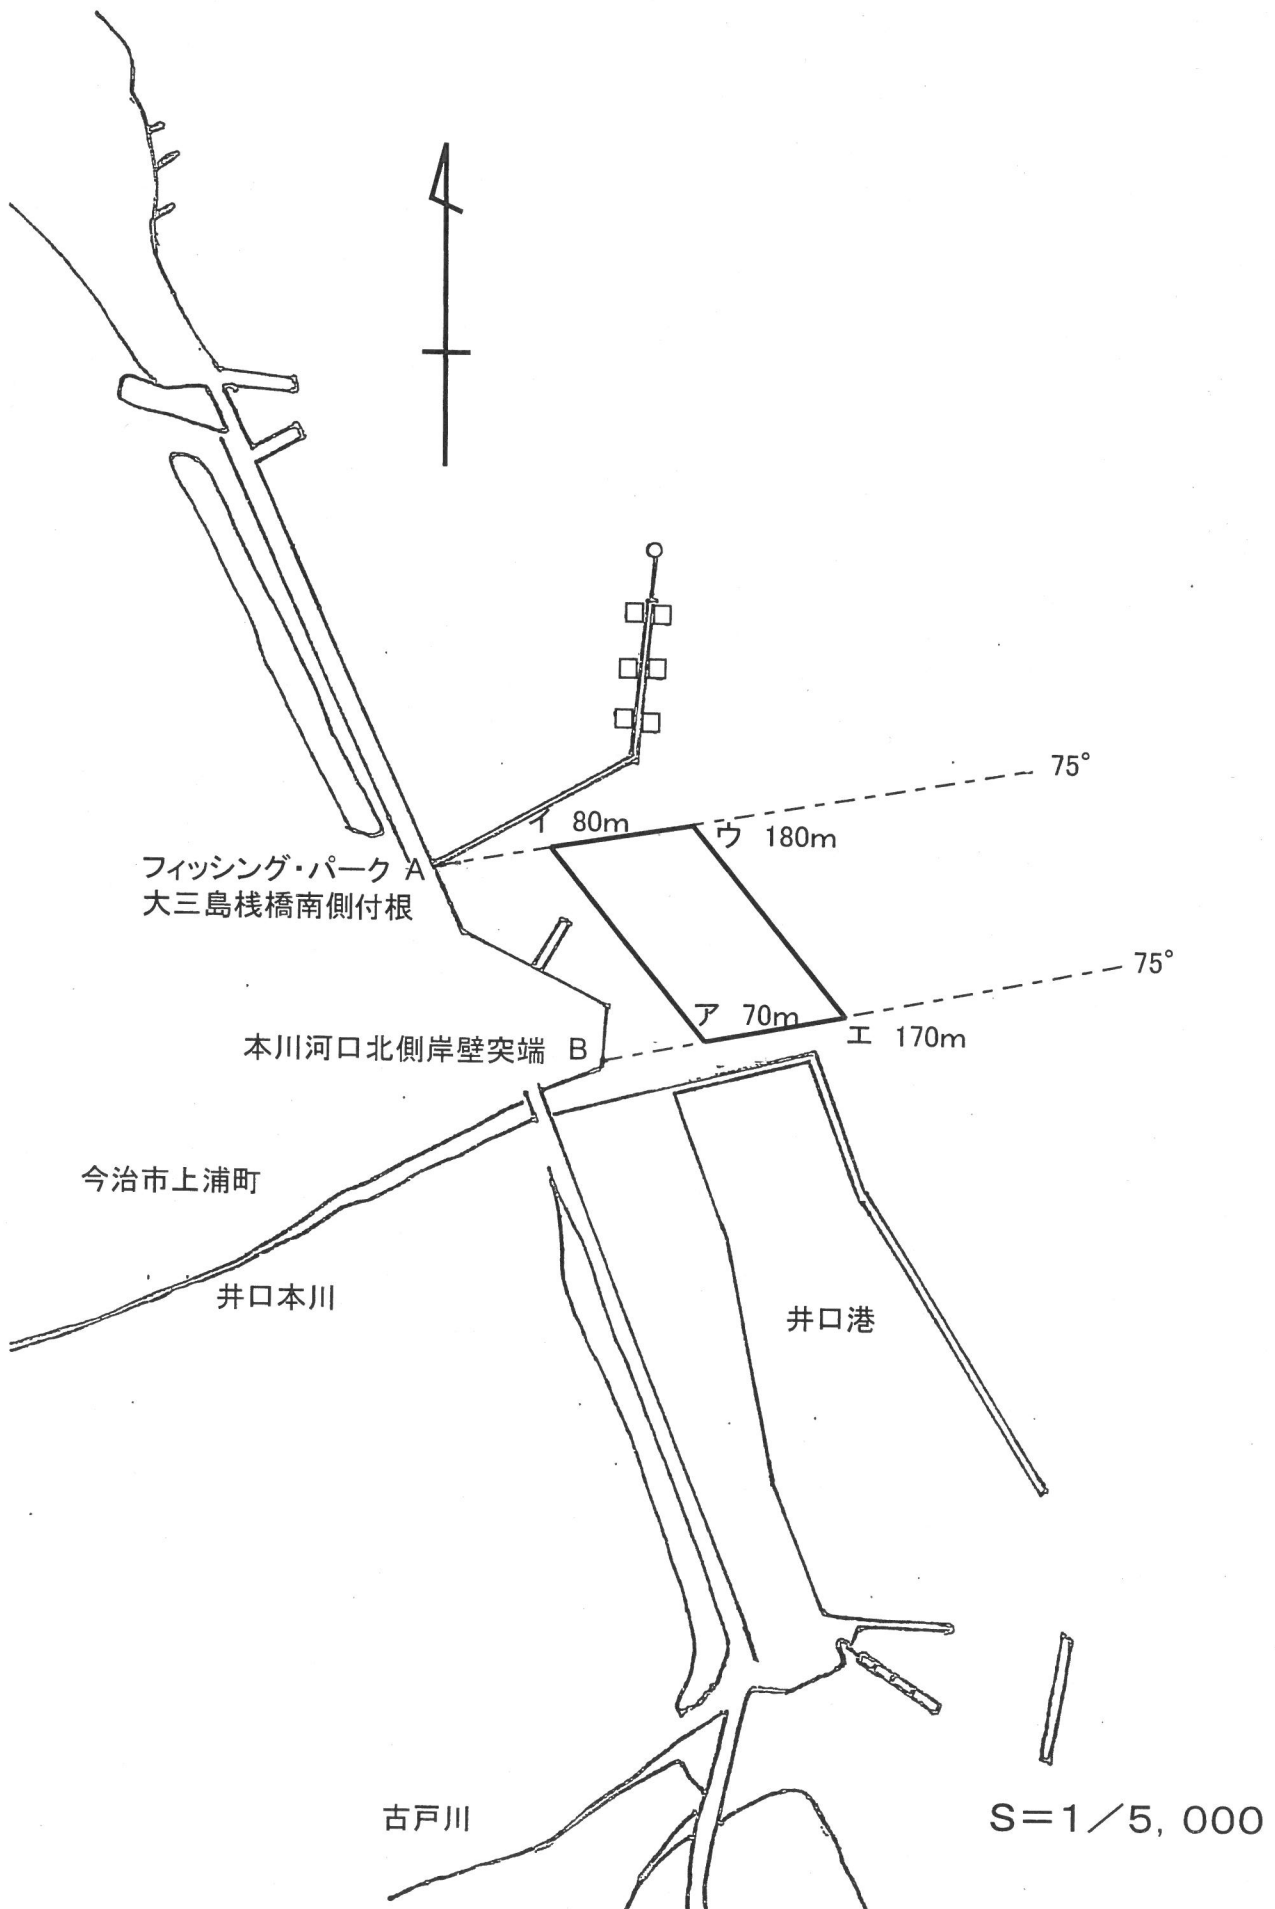 75°
イ 80m
ウ 180m
フィッシング・パーク A
大三島桟橋南側付根
75°
ア 70m
エ 170m
本川河口北側岸壁突端 B
今治市上浦町
井口本川
井口港
古戸川
S=1/5,000